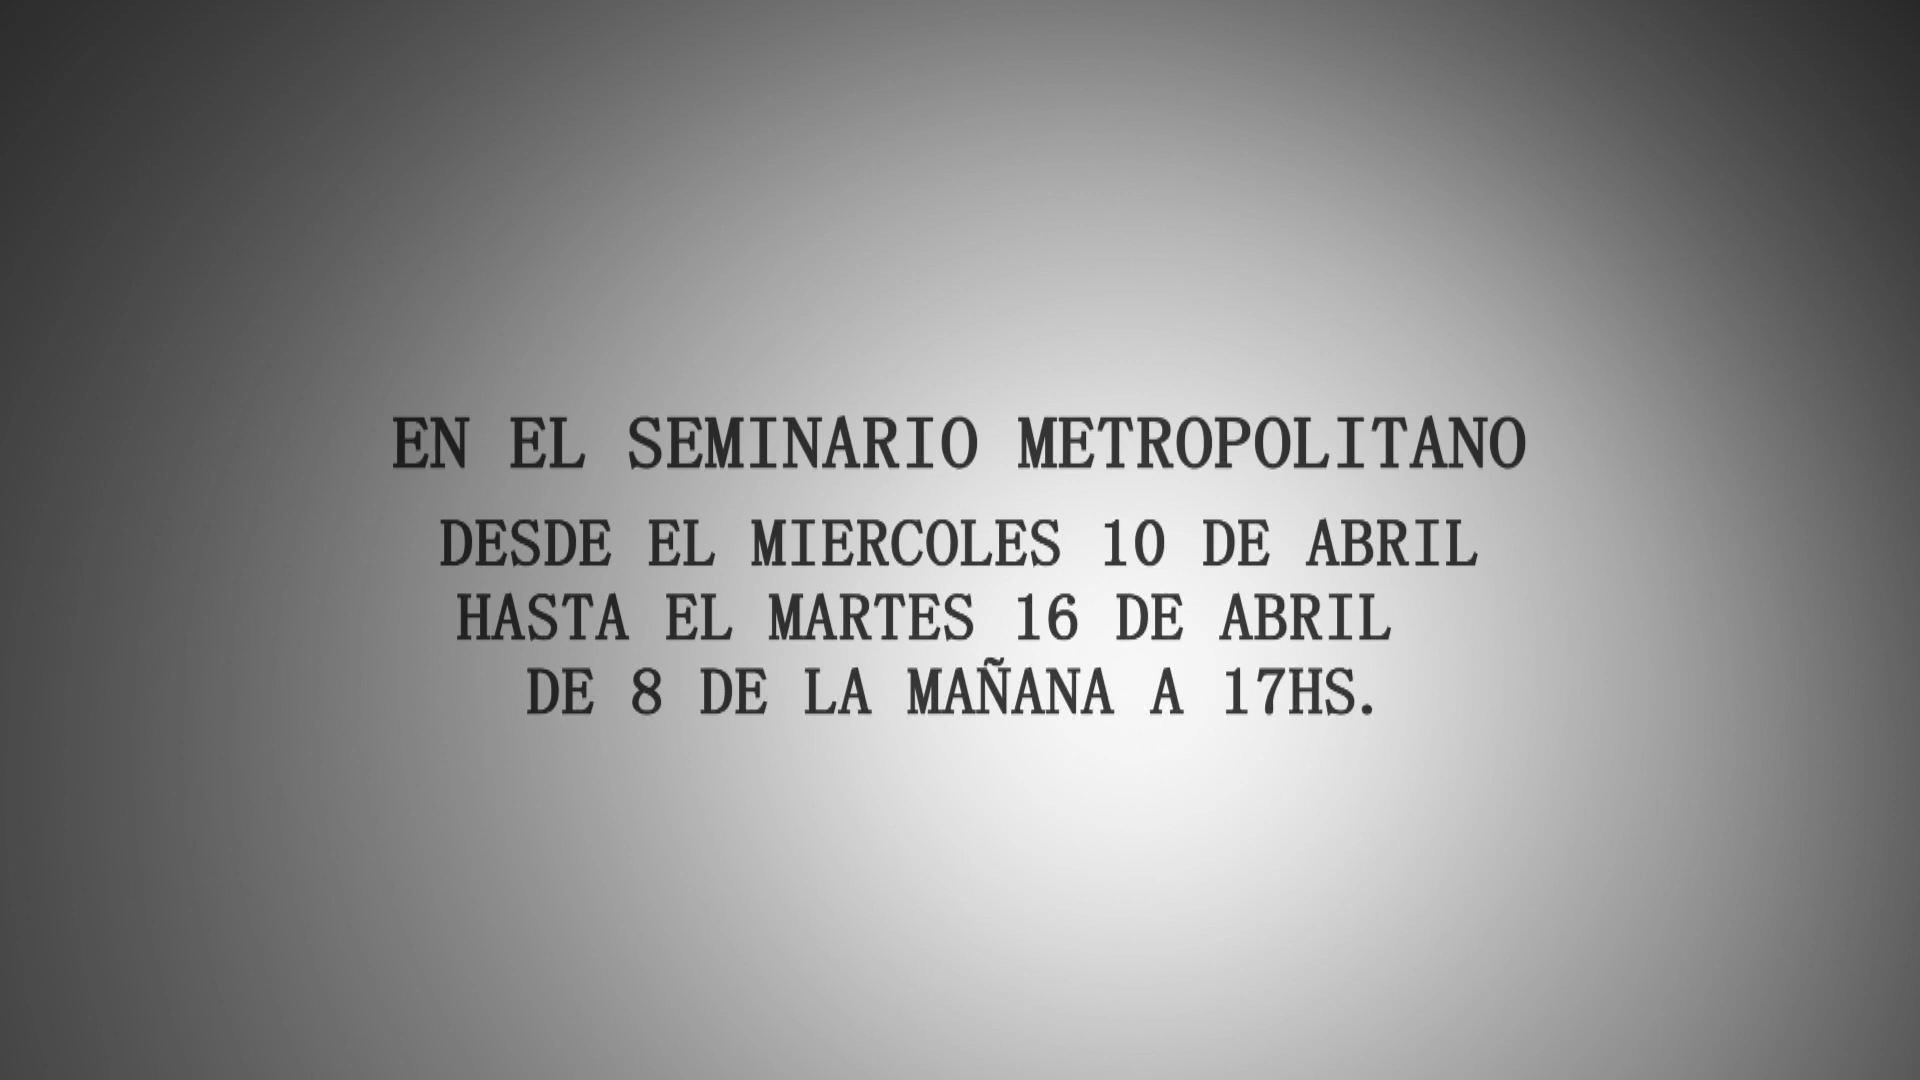 EN EL SEMINARIO METROPOLITANO
DESDE EL MIERCOLES 10 DE ABRIL
HASTA EL MARTES 16 DE ABRIL
DE 8 DE LA MAÑANA A 17HS.